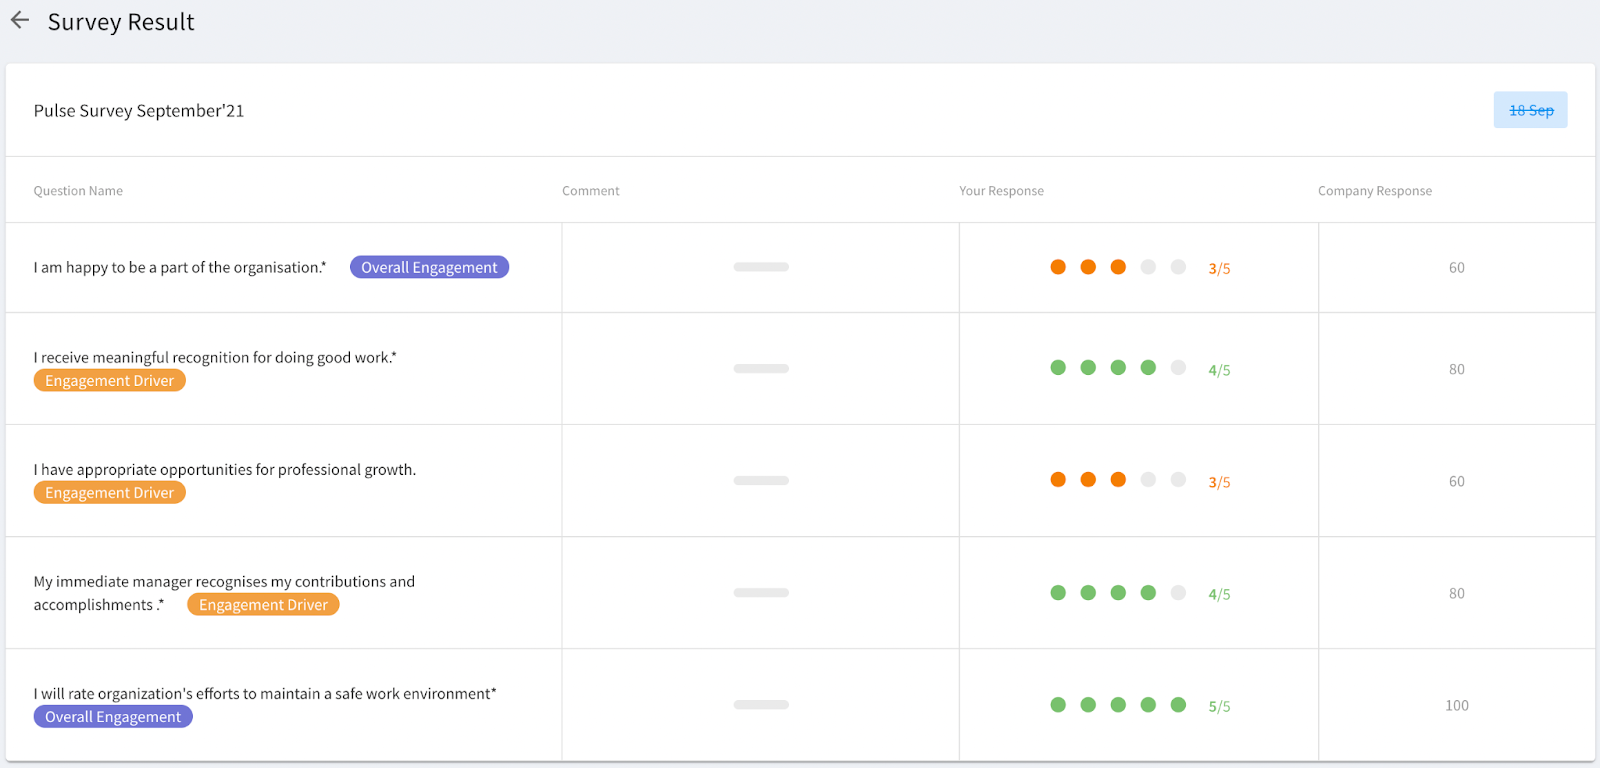 Survey Result
Pulse Survey September'21
18 Sep
Question Name Comment Your Response Company Response
I am happy to be a part of the organisation.* Overall Engagement 3/5 60
I receive meaningful recognition for doing good work.*
Engagement Driver 4/5 80
I have appropriate opportunities for professional growth.
Engagement Driver 3/5 60
My immediate manager recognises my contributions and
accomplishments .* Engagement Driver 4/5 80
I will rate organization's efforts to maintain a safe work environment*
Overall Engagement 5/5 100